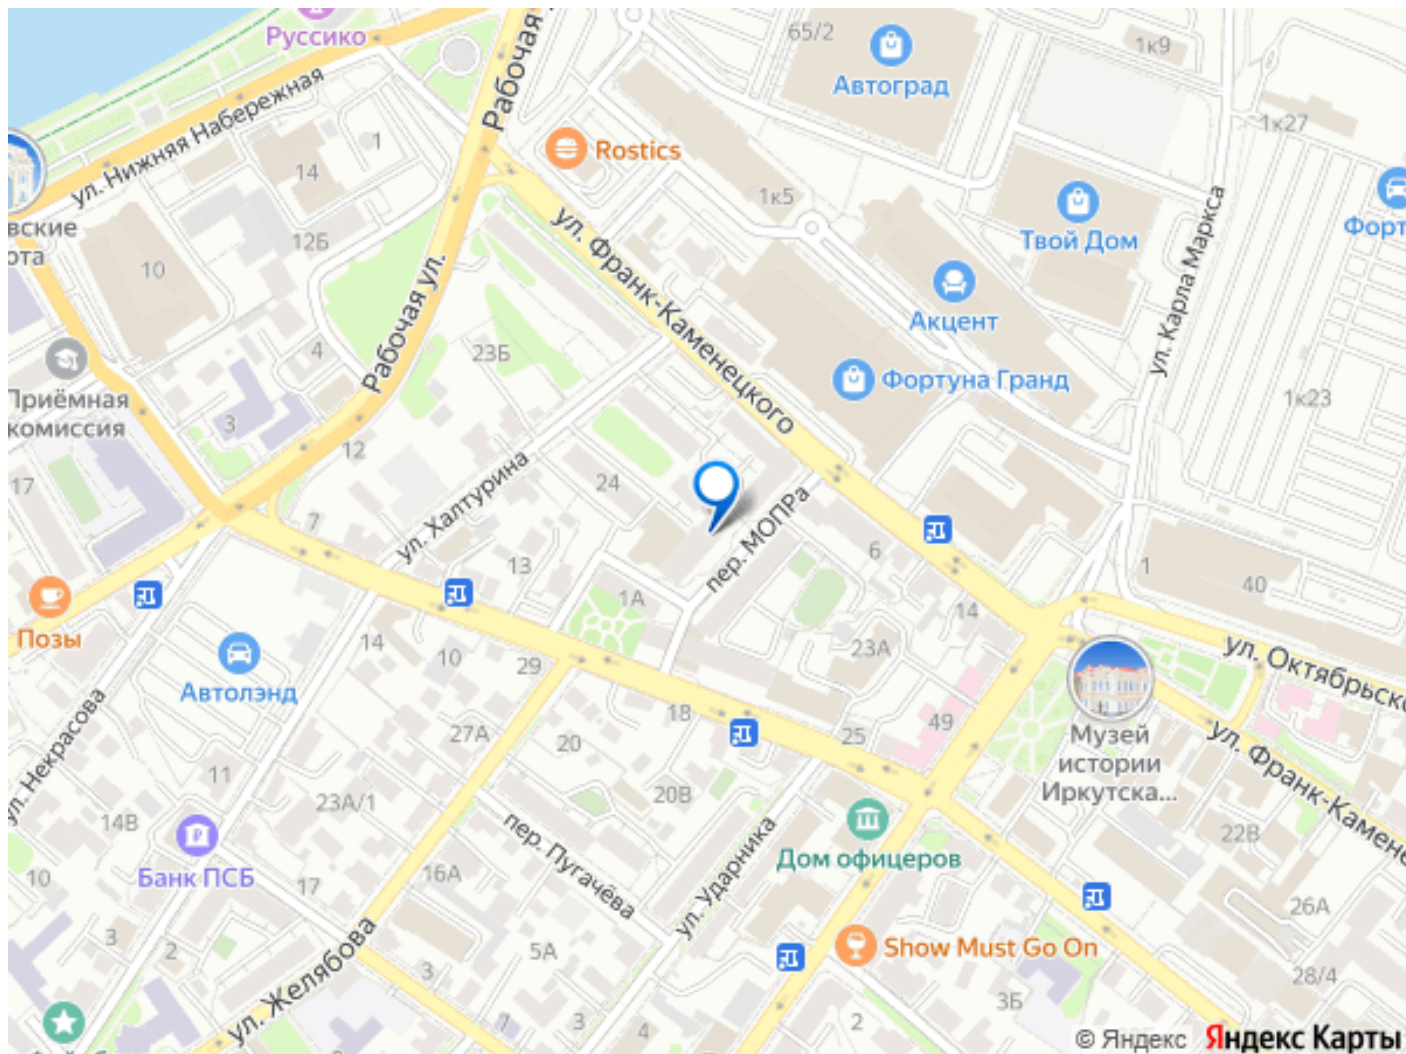 Руссико
Рабочая
65/2
1к9
Автоград
ул. Нижняя Набережная
1
14
Rostics
1к27
1к5
вские
ота
12Б
10
Твой Дом
Форт
ул. Карла Маркса
ул. Франк-Каменецкого
Рабочая ул.
Акцент
4
23Б
Фортуна Гранд
Приёмная
комиссия
3
1к23
12
17
24
ул. Халтурина
пер. МОПРа
7
6
13
1
40
1А
14
Позы
14
10
29
23А
ул. Октябрьско
Автолэнд
18
49
25
Музей
истории
Иркутска...
ул. Некрасова
27А
20
11
23А/1
20В
ул. Франк-Камене
14В
22В
пер. Пугачёва
ул. Ударника
Дом офицеров
Банк ПСБ
10
17
16А
26А
3
2
5А
Show Must Go On
3
28/4
3Б
ул. Желябова
7
3
4
2
© Яндекс Яндекс Карты